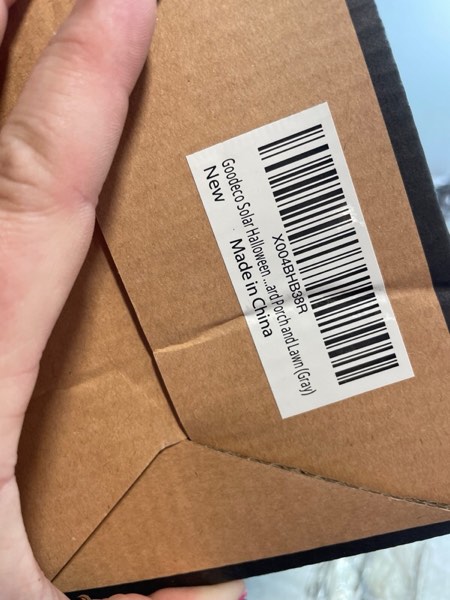 X004BHB38R
Goodeco Solar Halloween ...ard Porch and Lawn (Gray)
New
Made in China